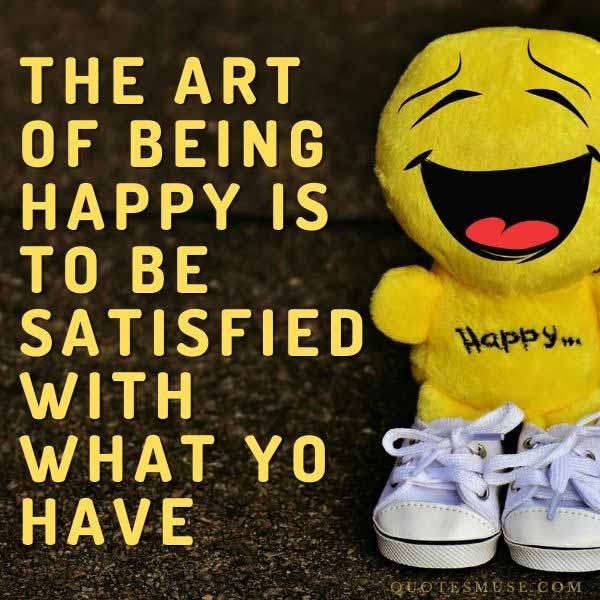 THE ART
OF BEING
HAPPY IS
TO BE
SATISFIED
WITH
WHAT YO
HAVE
Happy...
QUOTESMUSE.COM